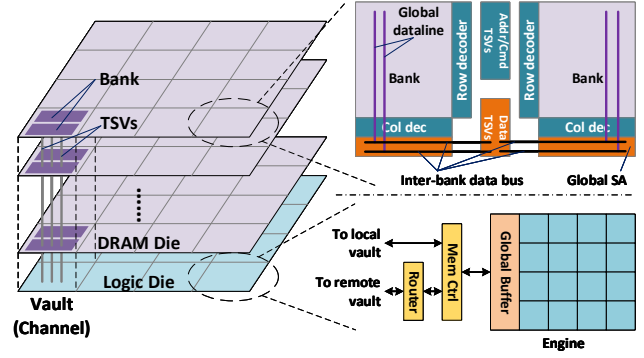 Bank
TSVs
DRAM Die
Logic Die
Vault
(Channel)
Global
dataline
Bank
Row decoder
Addr/Cmd
TSVs
Row decoder
Bank
Col dec
Data
TSVs
Col dec
Inter-bank data bus
Global SA
To local
vault
To remote
vault
Router
Mem Ctrl
Global Buffer
Engine